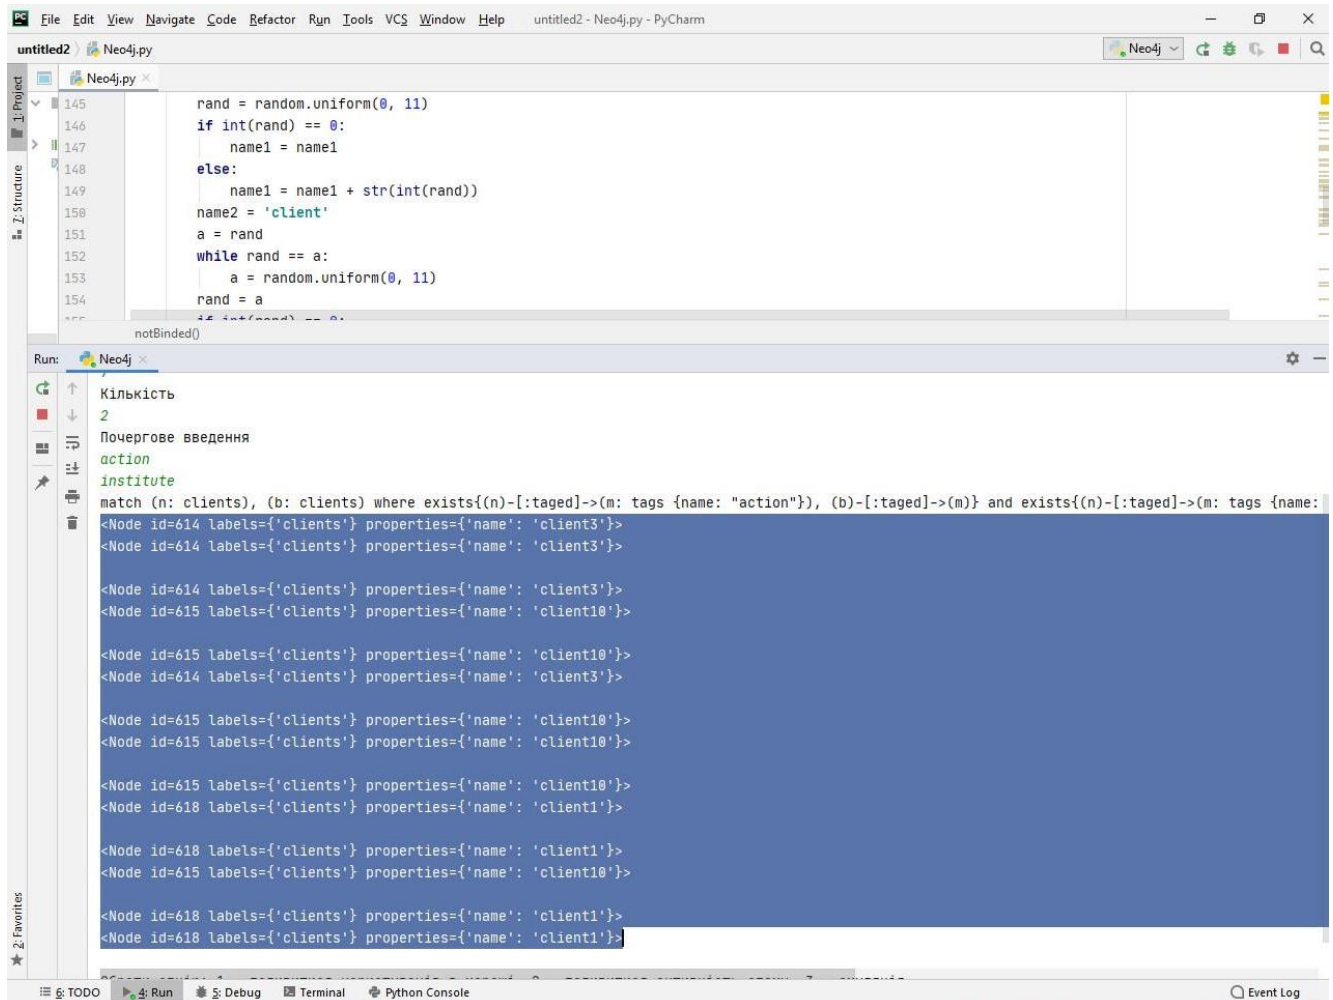 File Edit View Navigate Code Refactor Run Tools VCS Window Help untitled2 - Neo4j.py - PyCharm
untitled2 Neo4j.py Neo4j
Neo4j.py
1: Project
7: Structure
2: Favorites
145 rand = random.uniform(0, 11)
146 if int(rand) == 0:
147 name1 = name1
148 else:
149 name1 = name1 + str(int(rand))
150 name2 = 'client'
151 a = rand
152 while rand == a:
153 a = random.uniform(0, 11)
154 rand = a
155 if int(rand) == 0:
notBinded()
Run: Neo4j
Кількість
2
Почергове введення
action
institute
match (n: clients), (b: clients) where exists{(n)-[:taged]->(m: tags {name: "action"}), (b)-[:taged]->(m)} and exists{(n)-[:taged]->(m: tags {name:
<Node id=614 labels={'clients'} properties={'name': 'client3'}>
<Node id=614 labels={'clients'} properties={'name': 'client3'}>
<Node id=614 labels={'clients'} properties={'name': 'client3'}>
<Node id=615 labels={'clients'} properties={'name': 'client10'}>
<Node id=615 labels={'clients'} properties={'name': 'client10'}>
<Node id=614 labels={'clients'} properties={'name': 'client3'}>
<Node id=615 labels={'clients'} properties={'name': 'client10'}>
<Node id=615 labels={'clients'} properties={'name': 'client10'}>
<Node id=615 labels={'clients'} properties={'name': 'client10'}>
<Node id=618 labels={'clients'} properties={'name': 'client1'}>
<Node id=618 labels={'clients'} properties={'name': 'client1'}>
<Node id=615 labels={'clients'} properties={'name': 'client10'}>
<Node id=618 labels={'clients'} properties={'name': 'client1'}>
<Node id=618 labels={'clients'} properties={'name': 'client1'}>
6: TODO 4: Run 5: Debug Terminal Python Console Event Log